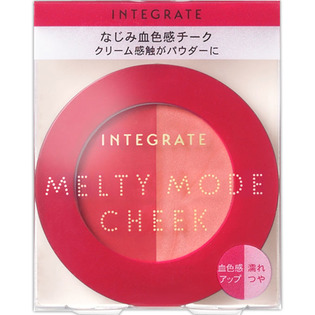 INTEGRATE
なじみ血色感チーク
クリーム感触がパウダーに
INTEGRATE
MELTY MODE
CHEEK
血色感
アップ
濡れ
つや